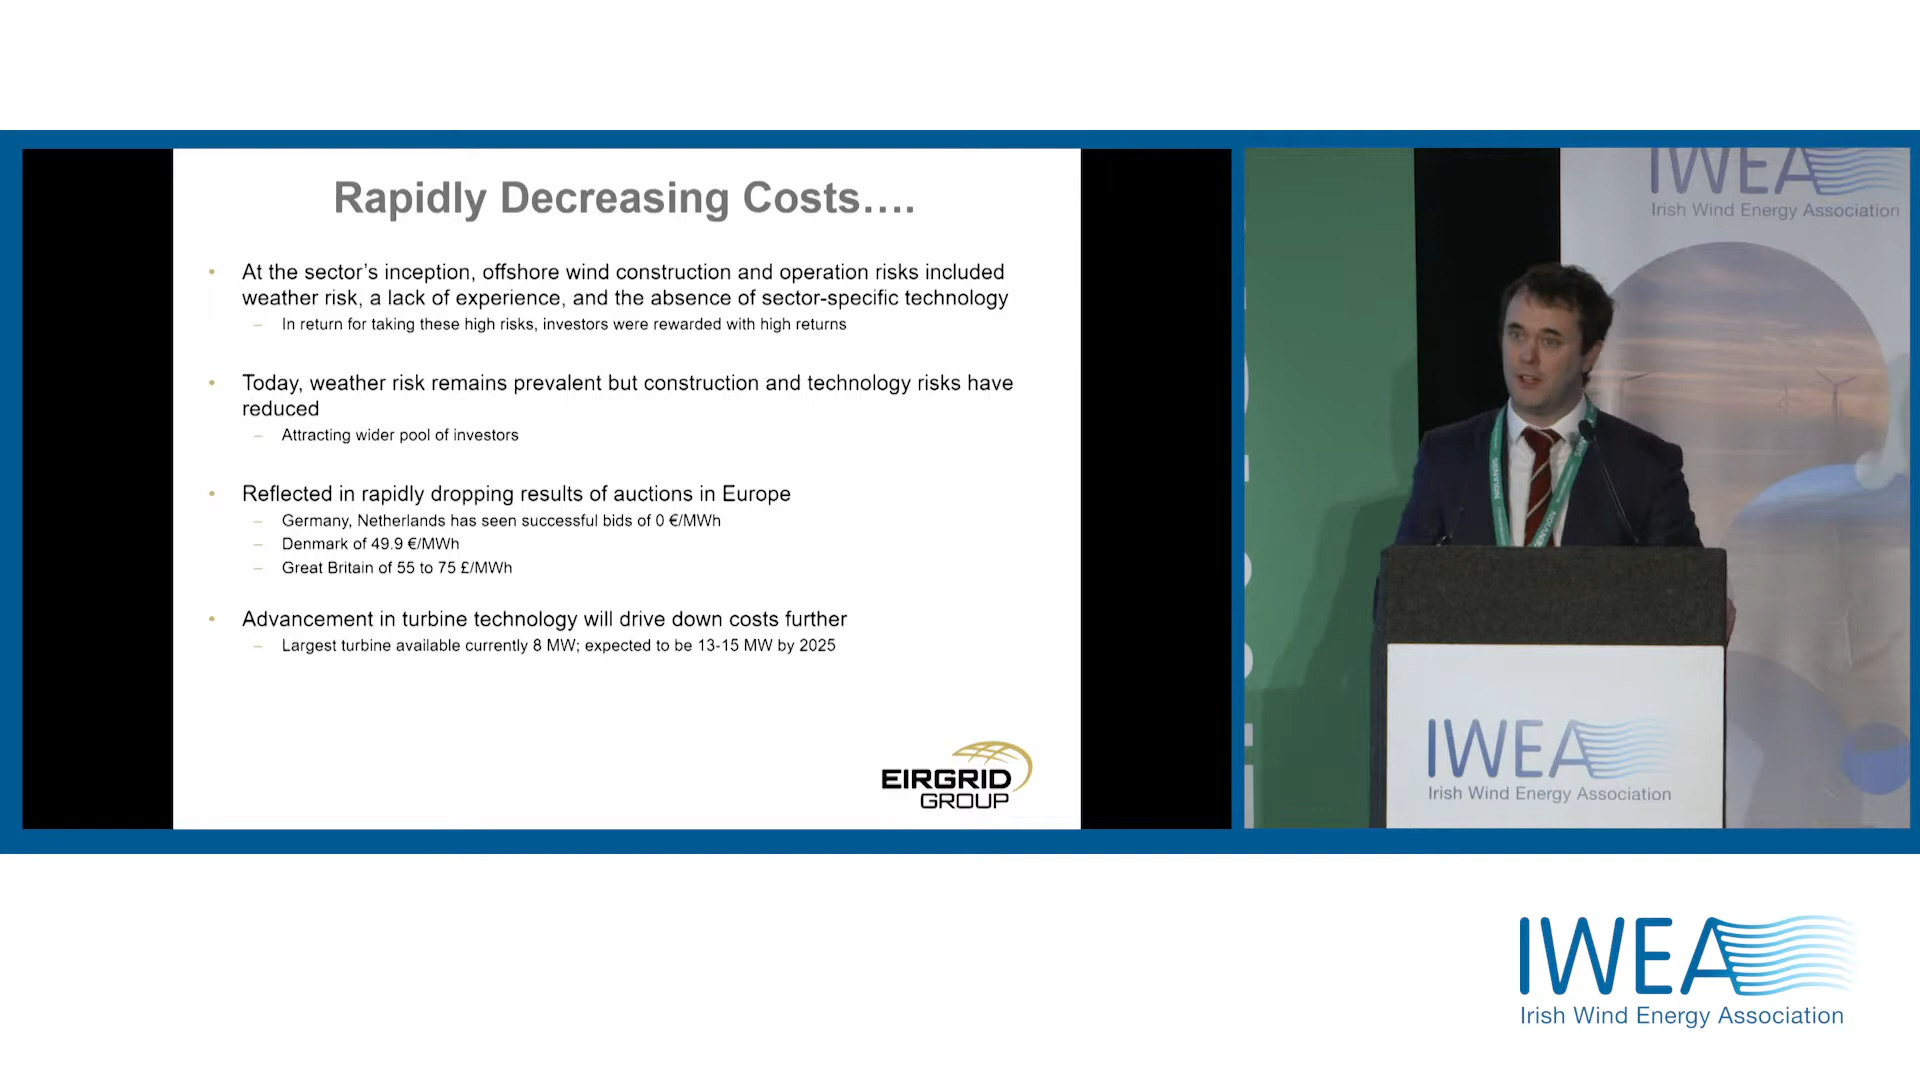 Rapidly Decreasing Costs....
• At the sector's inception, offshore wind construction and operation risks included
weather risk, a lack of experience, and the absence of sector-specific technology
– In return for taking these high risks, investors were rewarded with high returns
• Today, weather risk remains prevalent but construction and technology risks have
reduced
– Attracting wider pool of investors
• Reflected in rapidly dropping results of auctions in Europe
– Germany, Netherlands has seen successful bids of 0 €/MWh
– Denmark of 49.9 €/MWh
– Great Britain of 55 to 75 £/MWh
• Advancement in turbine technology will drive down costs further
– Largest turbine available currently 8 MW; expected to be 13-15 MW by 2025
EIRGRID
GROUP
IWEA
Irish Wind Energy Association
IWEA
Irish Wind Energy Association
IWEA
Irish Wind Energy Association